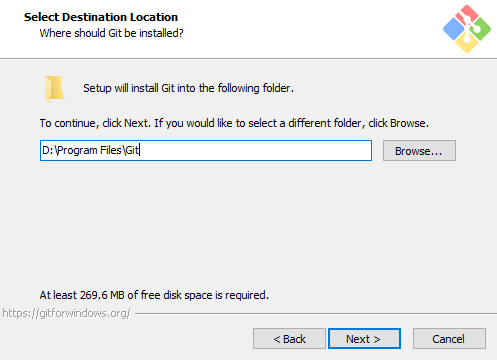 Select Destination Location
Where should Git be installed?
Setup will install Git into the following folder.
To continue, click Next. If you would like to select a different folder, click Browse.
D:\Program Files\Git
Browse...
At least 269.6 MB of free disk space is required.
https://gitforwindows.org/
< Back
Next >
Cancel